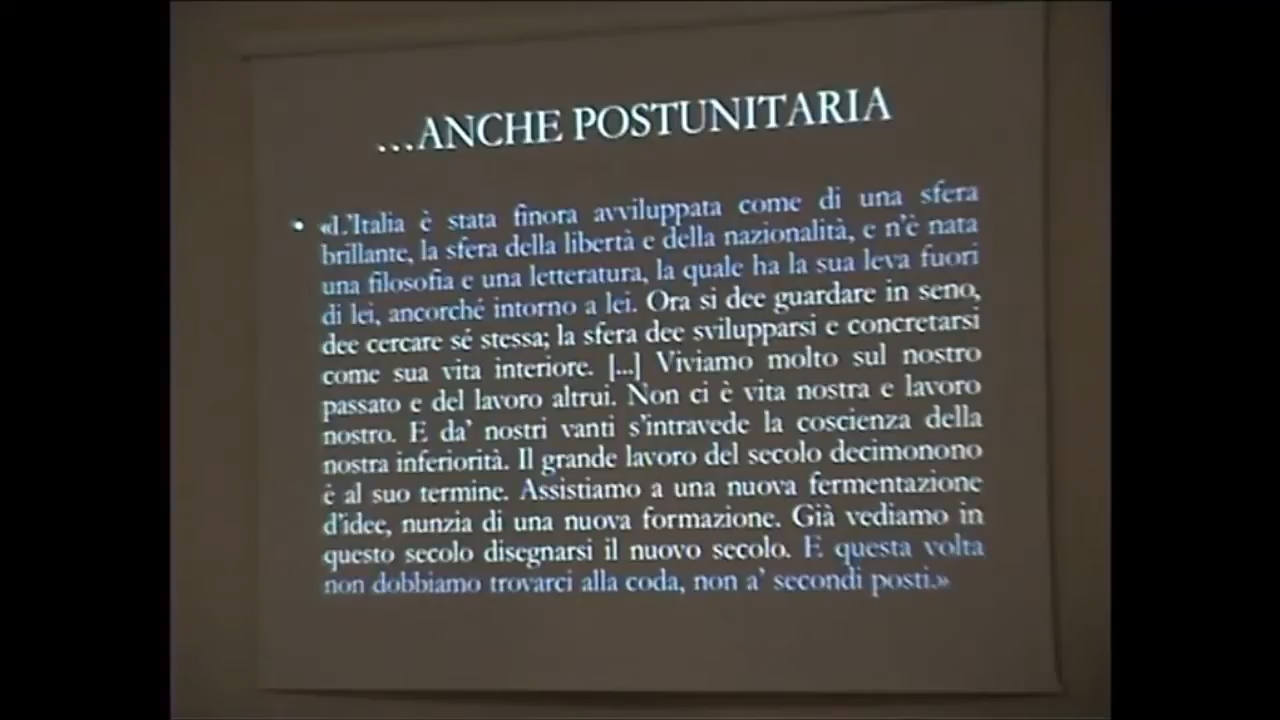 ...ANCHE POSTUNITARIA
• «L'Italia è stata finora avviluppata come di una sfera
brillante, la sfera della libertà e della nazionalità, e n'è nata
una filosofia e una letteratura, la quale ha la sua leva fuori
di lei, ancorché intorno a lei. Ora si dee guardare in seno,
dee cercare sé stessa; la sfera dee svilupparsi e concretarsi
come sua vita interiore. [...] Viviamo molto sul nostro
passato e del lavoro altrui. Non ci è vita nostra e lavoro
nostro. E da' nostri vanti s'intravede la coscienza della
nostra inferiorità. Il grande lavoro del secolo decimonono
è al suo termine. Assistiamo a una nuova fermentazione
d'idee, nunzia di una nuova formazione. Già vediamo in
questo secolo disegnarsi il nuovo secolo. E questa volta
non dobbiamo trovarci alla coda, non a' secondi posti.»